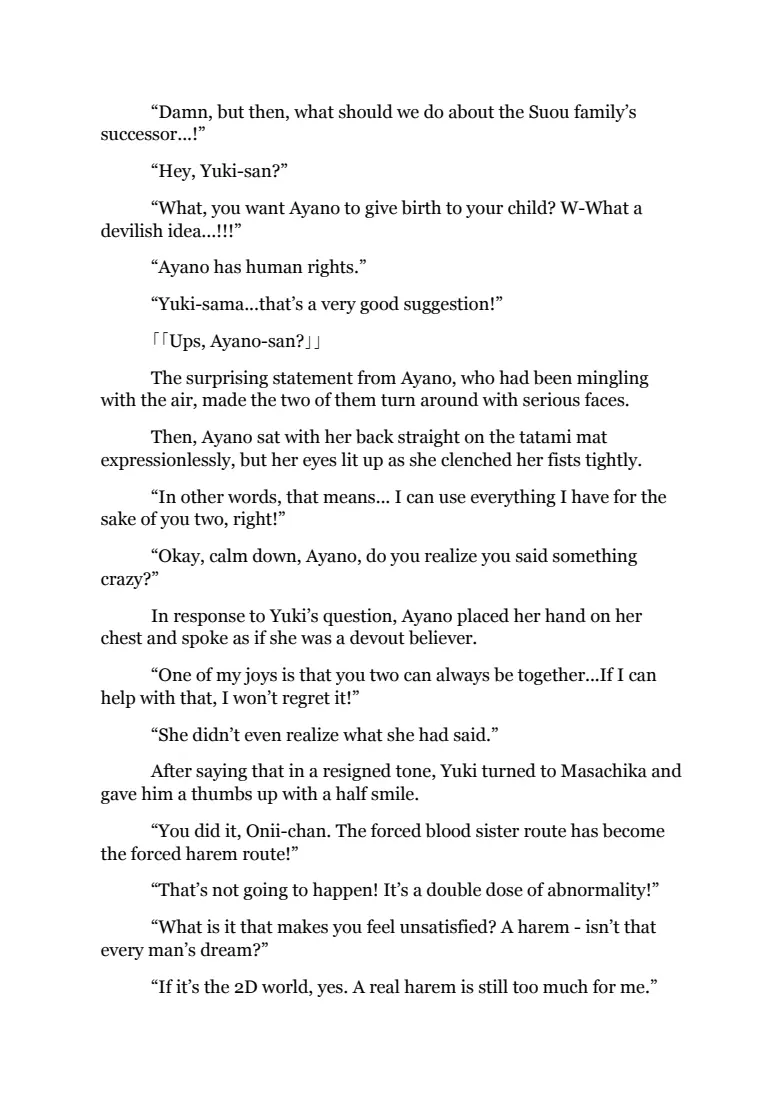 “Damn, but then, what should we do about the Suou family’s
successor...!”
“Hey, Yuki-san?”
“What, you want Ayano to give birth to your child? W-What a
devilish idea...!!!”
“Ayano has human rights.”
“Yuki-sama...that’s a very good suggestion!”
「「Ups, Ayano-san?」」
The surprising statement from Ayano, who had been mingling
with the air, made the two of them turn around with serious faces.
Then, Ayano sat with her back straight on the tatami mat
expressionlessly, but her eyes lit up as she clenched her fists tightly.
“In other words, that means... I can use everything I have for the
sake of you two, right!”
“Okay, calm down, Ayano, do you realize you said something
crazy?”
In response to Yuki’s question, Ayano placed her hand on her
chest and spoke as if she was a devout believer.
“One of my joys is that you two can always be together...If I can
help with that, I won’t regret it!”
“She didn’t even realize what she had said.”
After saying that in a resigned tone, Yuki turned to Masachika and
gave him a thumbs up with a half smile.
“You did it, Onii-chan. The forced blood sister route has become
the forced harem route!”
“That’s not going to happen! It’s a double dose of abnormality!”
“What is it that makes you feel unsatisfied? A harem - isn’t that
every man’s dream?”
“If it’s the 2D world, yes. A real harem is still too much for me.”